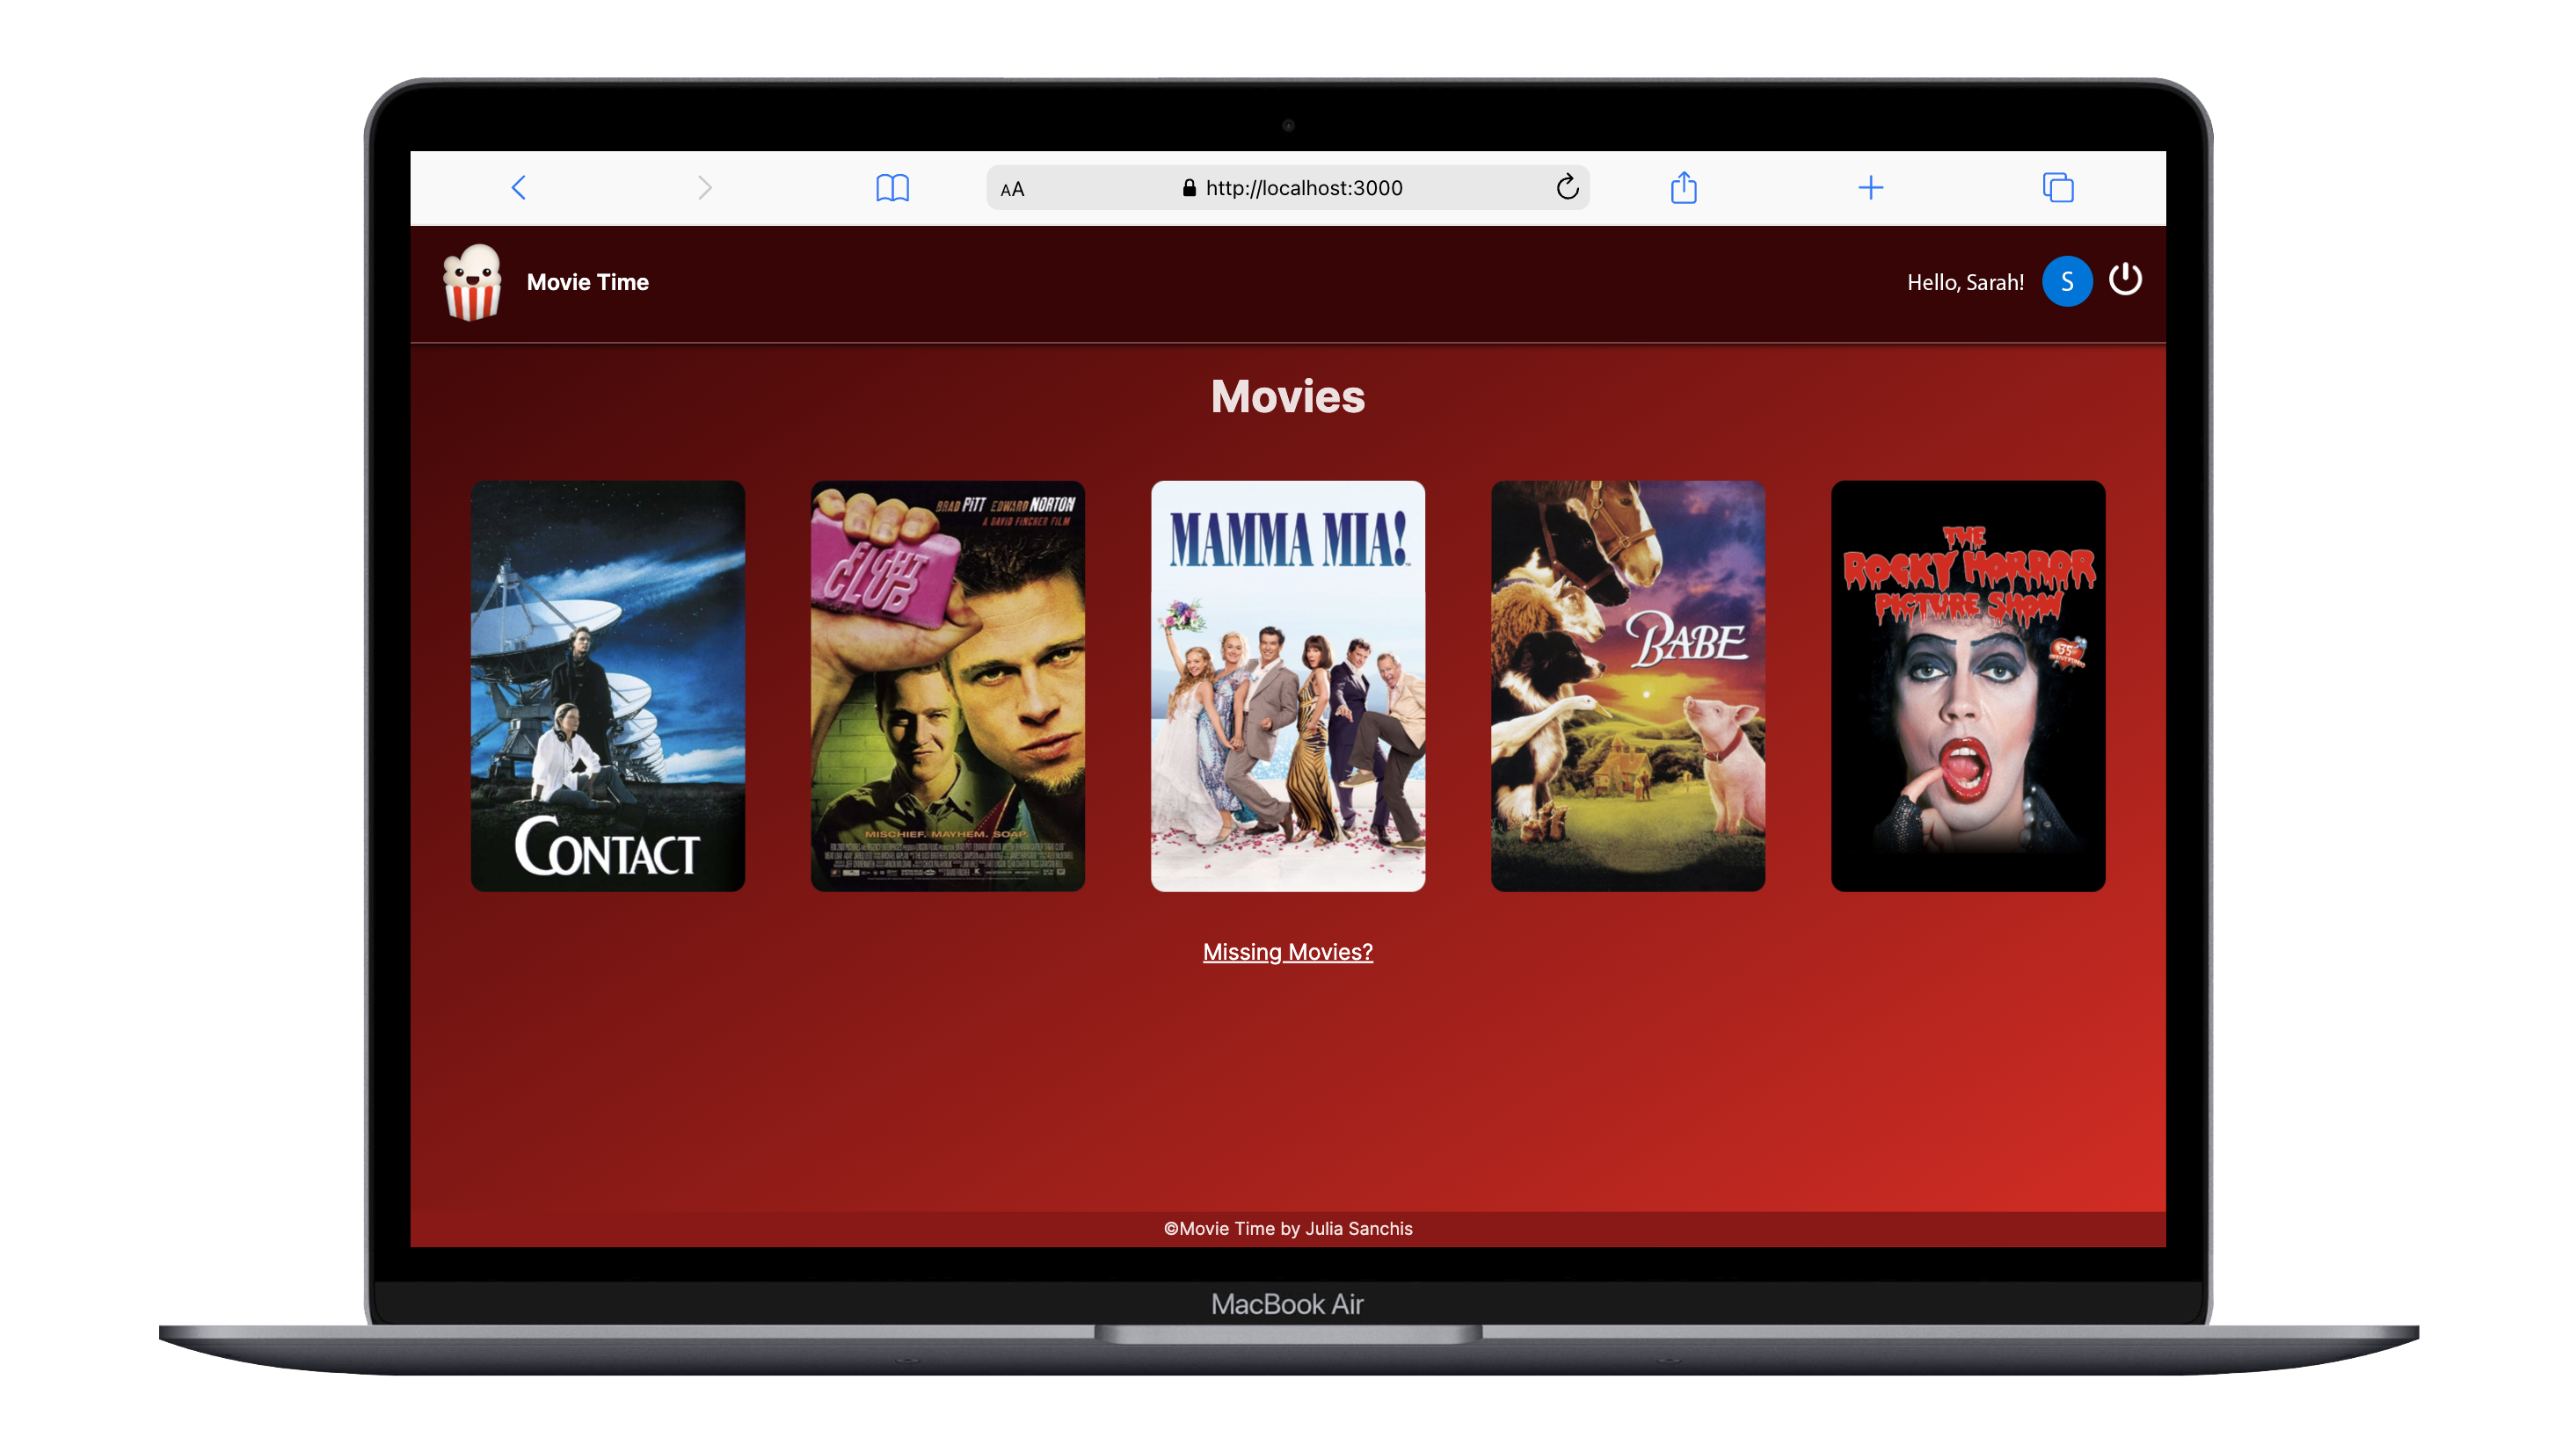 AA
http://localhost:3000
Movie Time
Hello, Sarah!
S
Movies
CONTACT
BRAD PITT EDWARD NORTON
A DAVID FINCHER FILM
FIGHT
CLUB
MISCHIEF. MAYHEM. SOAP.
MAMMA MIA!
BABE
THE
ROCKY HORROR
PICTURE SHOW
35
Missing Movies?
©Movie Time by Julia Sanchis
MacBook Air